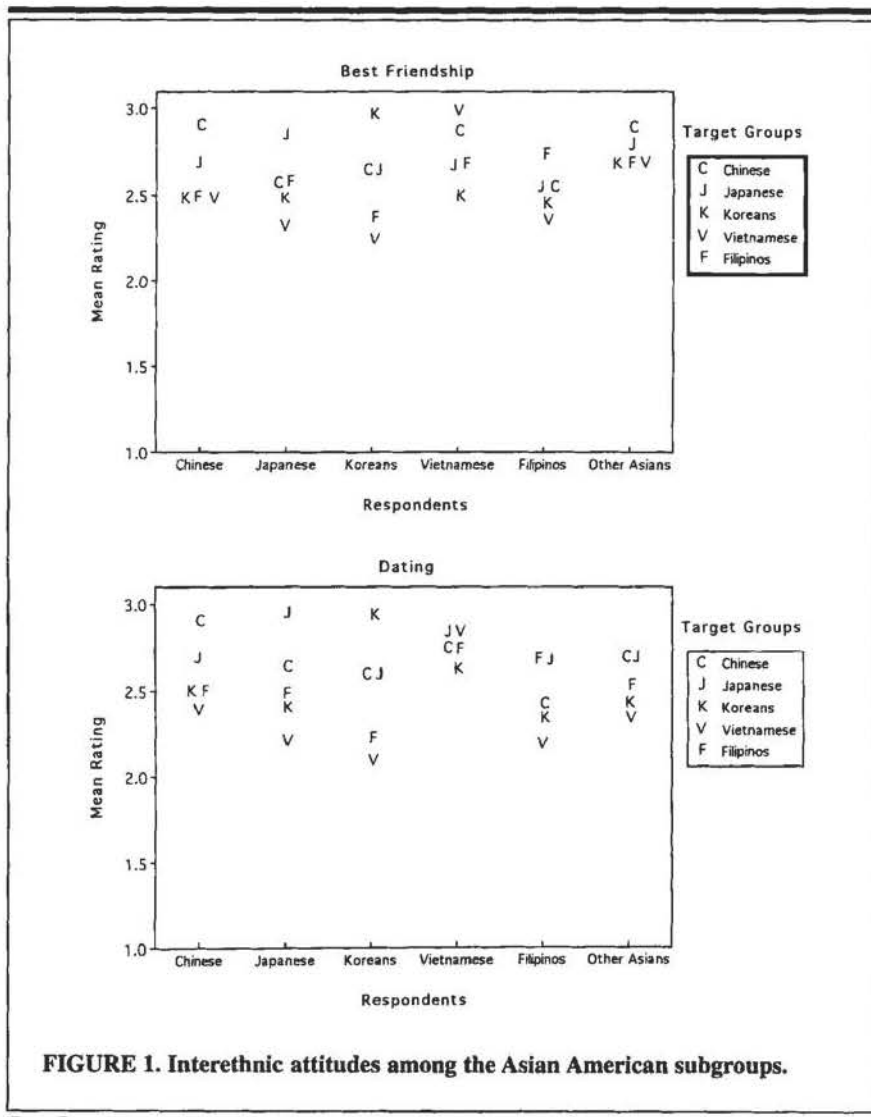 Best Friendship
3.0
2.5
2.0
1.5
1.0
Mean Rating
C
J
K F V
J
C F
K
V
K
C J
F
V
V
C
J F
K
F
J C
K
V
C
J
K F V
Chinese Japanese Koreans Vietnamese Filipinos Other Asians
Respondents
Target Groups
C Chinese
J Japanese
K Koreans
V Vietnamese
F Filipinos
Dating
3.0
2.5
2.0
1.5
1.0
Mean Rating
C
J
K F
V
J
C
F
K
V
K
C J
F
V
J V
C F
K
F J
C
K
V
C J
F
K
V
Chinese Japanese Koreans Vietnamese Filipinos Other Asians
Respondents
Target Groups
C Chinese
J Japanese
K Koreans
V Vietnamese
F Filipinos
FIGURE 1. Interethnic attitudes among the Asian American subgroups.